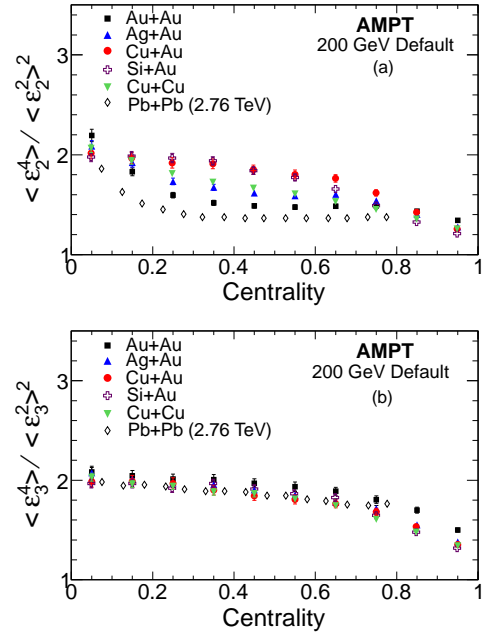 Au+Au
Ag+Au
Cu+Au
Si+Au
Cu+Cu
Pb+Pb (2.76 TeV)
AMPT
200 GeV Default
(a)
< ε₂⁴ > / < ε₂² >²
3
2
1
0 0.2 0.4 0.6 0.8 1
Centrality
Au+Au
Ag+Au
Cu+Au
Si+Au
Cu+Cu
Pb+Pb (2.76 TeV)
AMPT
200 GeV Default
(b)
< ε₃⁴ > / < ε₃² >²
3
2
1
0 0.2 0.4 0.6 0.8 1
Centrality